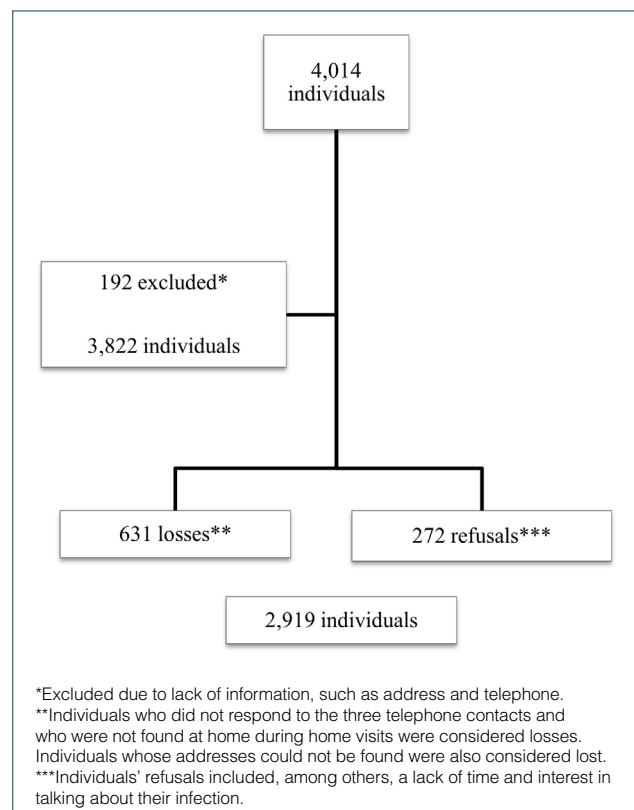 4,014
individuals
192 excluded*
3,822 individuals
631 losses**
272 refusals***
2,919 individuals
*Excluded due to lack of information, such as address and telephone.
**Individuals who did not respond to the three telephone contacts and
who were not found at home during home visits were considered losses.
Individuals whose addresses could not be found were also considered lost.
***Individuals’ refusals included, among others, a lack of time and interest in
talking about their infection.